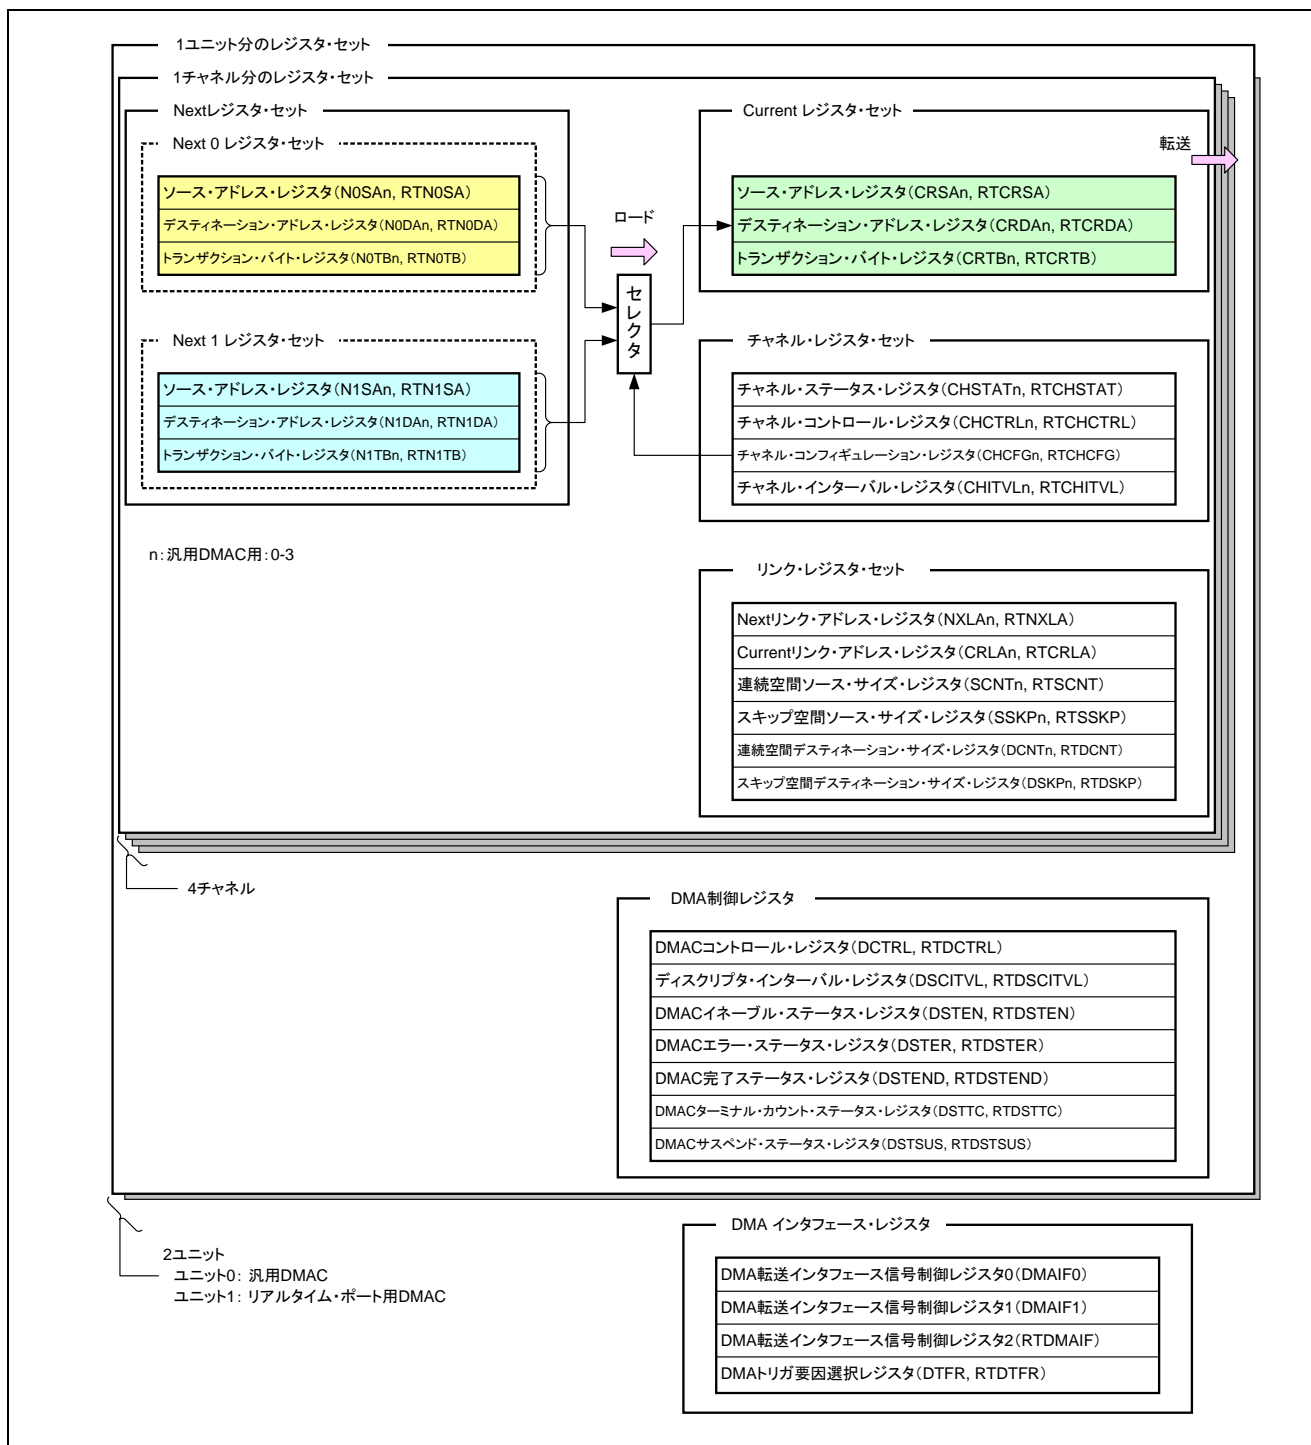 1ユニット分のレジスタ・セット
1チャネル分のレジスタ・セット
Nextレジスタ・セット
Next 0 レジスタ・セット
ソース・アドレス・レジスタ(N0SAn, RTN0SA)
デスティネーション・アドレス・レジスタ(N0DAn, RTN0DA)
トランザクション・バイト・レジスタ(N0TBn, RTN0TB)
Next 1 レジスタ・セット
ソース・アドレス・レジスタ(N1SAn, RTN1SA)
デスティネーション・アドレス・レジスタ(N1DAn, RTN1DA)
トランザクション・バイト・レジスタ(N1TBn, RTN1TB)
n:汎用DMAC用:0-3
ロード
セレクタ
Current レジスタ・セット
転送
ソース・アドレス・レジスタ(CRSAn, RTCRSA)
デスティネーション・アドレス・レジスタ(CRDAn, RTCRDA)
トランザクション・バイト・レジスタ(CRTBn, RTCRTB)
チャネル・レジスタ・セット
チャネル・ステータス・レジスタ(CHSTATn, RTCHSTAT)
チャネル・コントロール・レジスタ(CHCTRLn, RTCHCTRL)
チャネル・コンフィギュレーション・レジスタ(CHCFGn, RTCHCFG)
チャネル・インターバル・レジスタ(CHITVLn, RTCHITVL)
リンク・レジスタ・セット
Nextリンク・アドレス・レジスタ(NXLAn, RTNXLA)
Currentリンク・アドレス・レジスタ(CRLAn, RTCRLA)
連続空間ソース・サイズ・レジスタ(SCNTn, RTSCNT)
スキップ空間ソース・サイズ・レジスタ(SSKPn, RTSSKP)
連続空間デスティネーション・サイズ・レジスタ(DCNTn, RTDCNT)
スキップ空間デスティネーション・サイズ・レジスタ(DSKPn, RTDSKP)
4チャネル
DMA制御レジスタ
DMACコントロール・レジスタ(DCTRL, RTDCTRL)
ディスクリプタ・インターバル・レジスタ(DSCITVL, RTDSCITVL)
DMACイネーブル・ステータス・レジスタ(DSTEN, RTDSTEN)
DMACエラー・ステータス・レジスタ(DSTER, RTDSTER)
DMAC完了ステータス・レジスタ(DSTEND, RTDSTEND)
DMACターミナル・カウント・ステータス・レジスタ(DSTTC, RTDSTTC)
DMACサスペンド・ステータス・レジスタ(DSTSUS, RTDSTSUS)
2ユニット
ユニット0: 汎用DMAC
ユニット1: リアルタイム・ポート用DMAC
DMA インタフェース・レジスタ
DMA転送インタフェース信号制御レジスタ0(DMAIF0)
DMA転送インタフェース信号制御レジスタ1(DMAIF1)
DMA転送インタフェース信号制御レジスタ2(RTDMAIF)
DMAトリガ要因選択レジスタ(DTFR, RTDTFR)